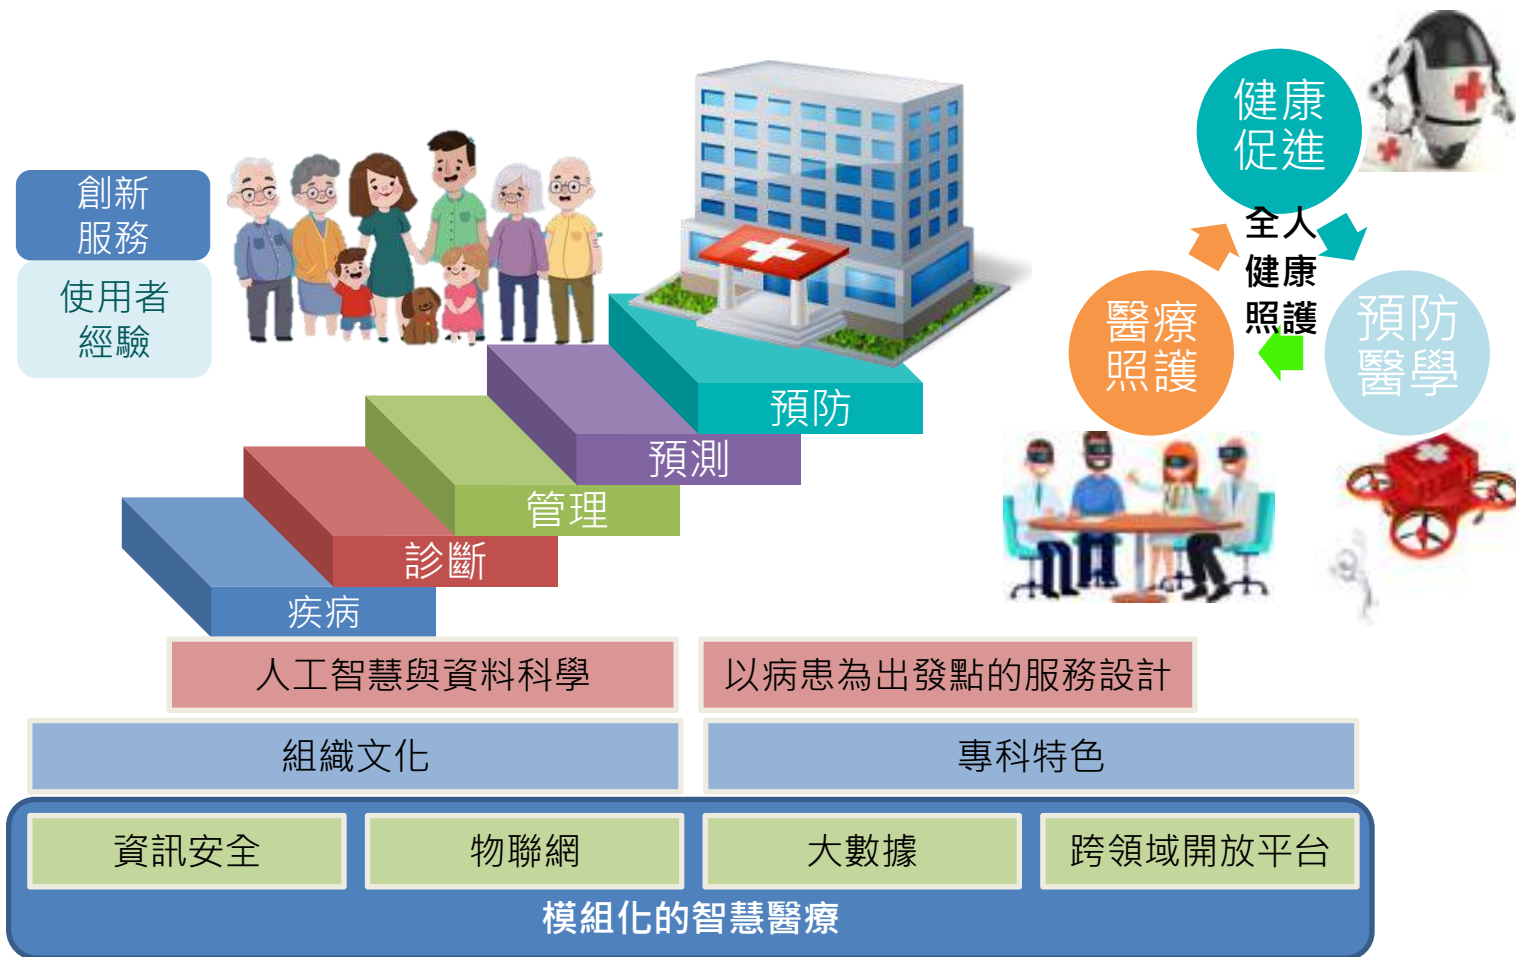 創新
服務
使用者
經驗
健康
促進
全人
健康
照護
醫療
照護
預防
醫學
預防
預測
管理
診斷
疾病
人工智慧與資料科學
以病患為出發點的服務設計
組織文化
專科特色
資訊安全
物聯網
大數據
跨領域開放平台
模組化的智慧醫療